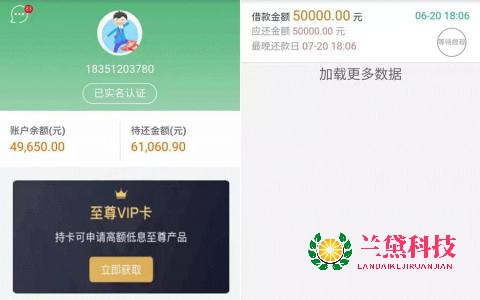 18351203780
已实名认证
账户余额(元)
待还金额(元)
49,650.00
61,060.90
至尊VIP卡
持卡可申请高额低息至尊产品
立即获取
借款金额 50000.00 元
06-20 18:06
应还金额 50000.00 元
最晚还款日 07-20 18:06
等待提现
加载更多数据
兰黛科技
LANDAIKEJIRUANJIAN